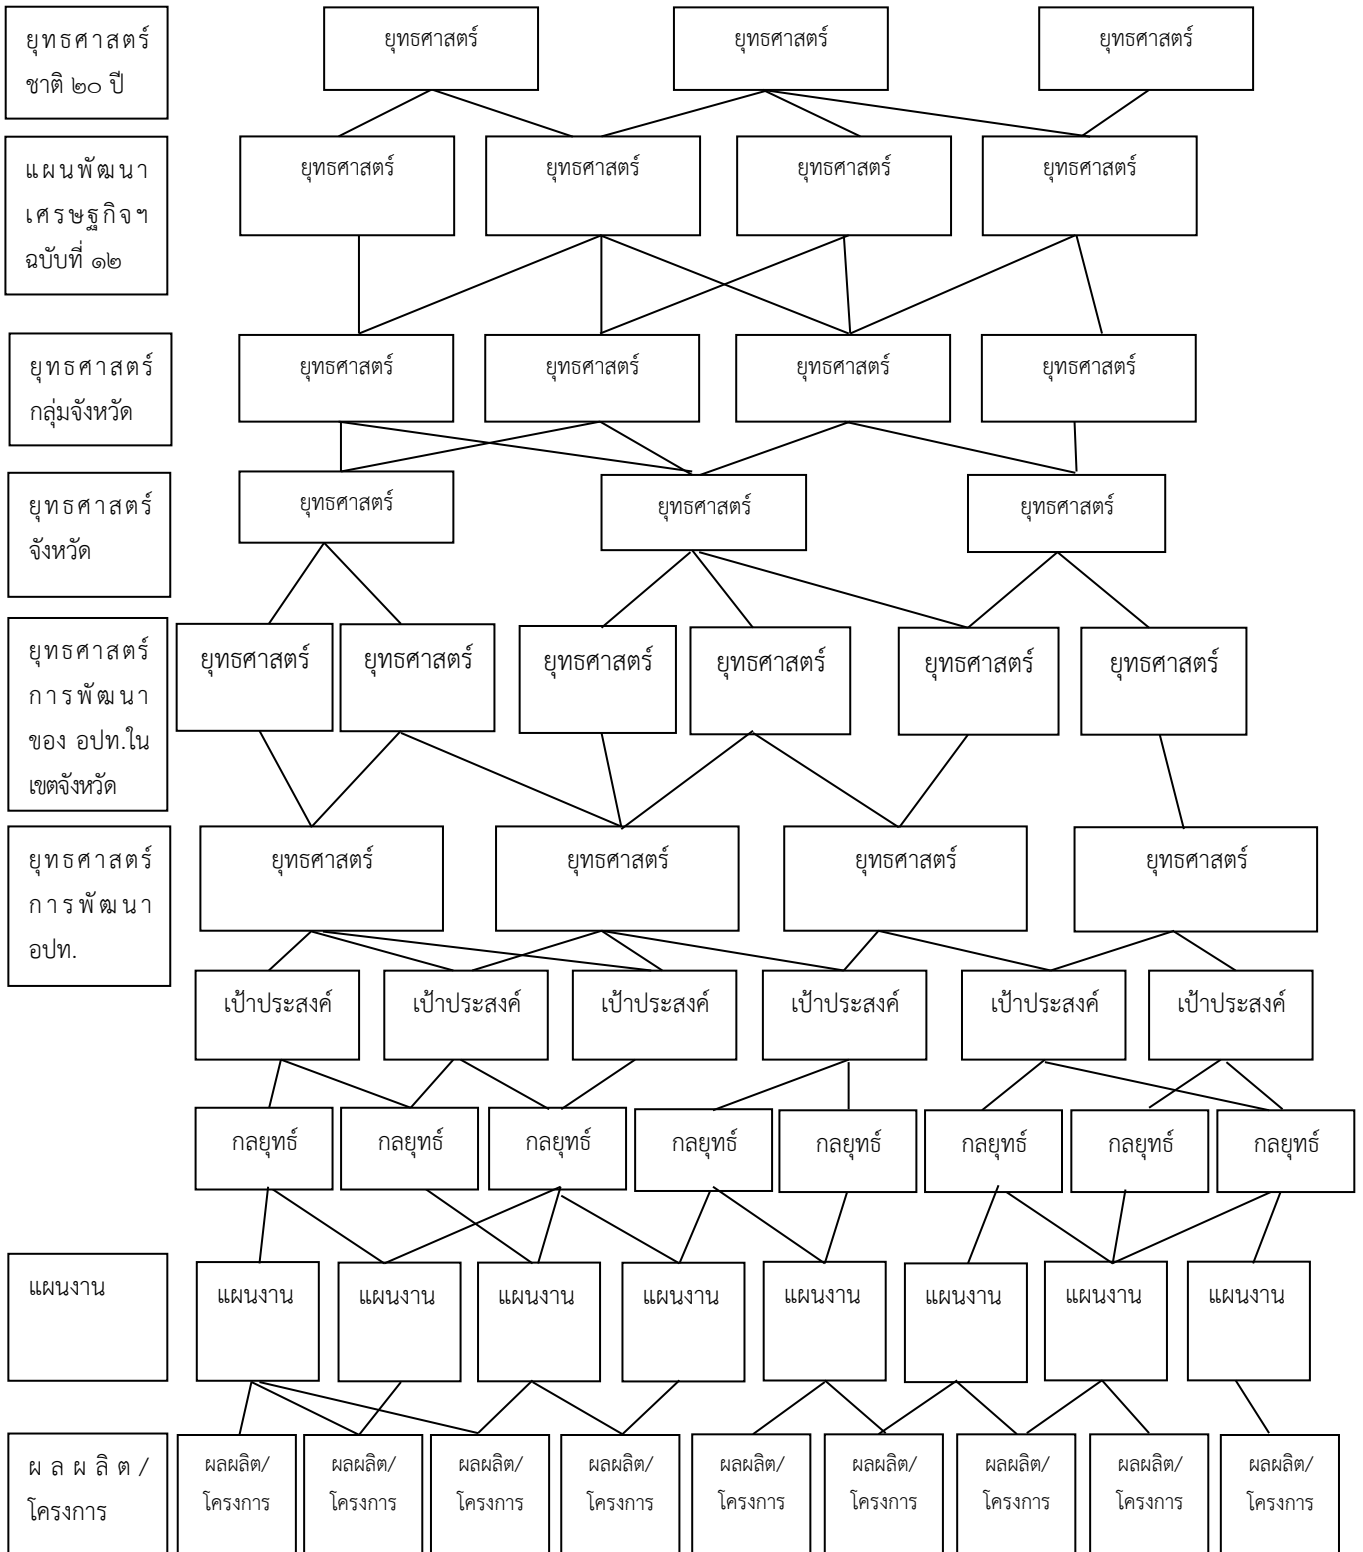 ยุทธศาสตร์
ชาติ ๒๐ ปี
ยุทธศาสตร์
ยุทธศาสตร์
ยุทธศาสตร์
แผนพัฒนา
เศรษฐกิจฯ
ฉบับที่ ๑๒
ยุทธศาสตร์
ยุทธศาสตร์
ยุทธศาสตร์
ยุทธศาสตร์
ยุทธศาสตร์
กลุ่มจังหวัด
ยุทธศาสตร์
ยุทธศาสตร์
ยุทธศาสตร์
ยุทธศาสตร์
ยุทธศาสตร์
จังหวัด
ยุทธศาสตร์
ยุทธศาสตร์
ยุทธศาสตร์
ยุทธศาสตร์
การพัฒนา
ของ อปท.ใน
เขตจังหวัด
ยุทธศาสตร์
ยุทธศาสตร์
ยุทธศาสตร์
ยุทธศาสตร์
ยุทธศาสตร์
ยุทธศาสตร์
ยุทธศาสตร์
การพัฒนา
อปท.
ยุทธศาสตร์
ยุทธศาสตร์
ยุทธศาสตร์
ยุทธศาสตร์
เป้าประสงค์
เป้าประสงค์
เป้าประสงค์
เป้าประสงค์
เป้าประสงค์
เป้าประสงค์
กลยุทธ์
กลยุทธ์
กลยุทธ์
กลยุทธ์
กลยุทธ์
กลยุทธ์
กลยุทธ์
กลยุทธ์
แผนงาน
แผนงาน
แผนงาน
แผนงาน
แผนงาน
แผนงาน
แผนงาน
แผนงาน
แผนงาน
ผลผลิต/
โครงการ
ผลผลิต/
โครงการ
ผลผลิต/
โครงการ
ผลผลิต/
โครงการ
ผลผลิต/
โครงการ
ผลผลิต/
โครงการ
ผลผลิต/
โครงการ
ผลผลิต/
โครงการ
ผลผลิต/
โครงการ
ผลผลิต/
โครงการ